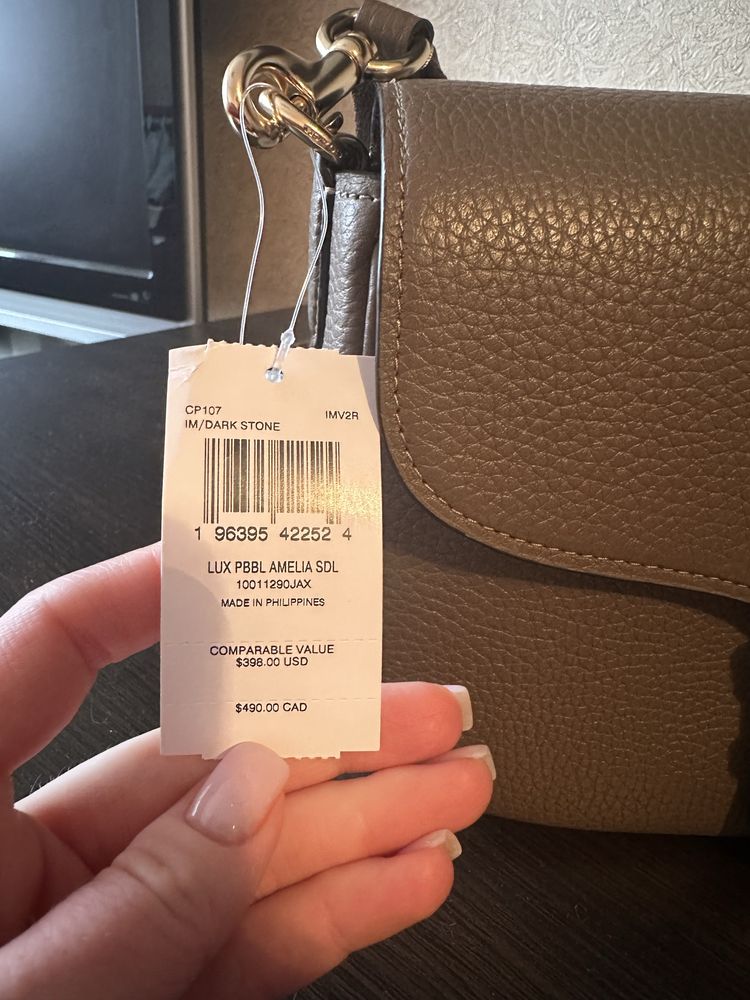 CP107 IMV2R
IM/DARK STONE
1 96395 42252 4
LUX PBBL AMELIA SDL
10011290JAX
MADE IN PHILIPPINES
COMPARABLE VALUE
$398.00 USD
$490.00 CAD